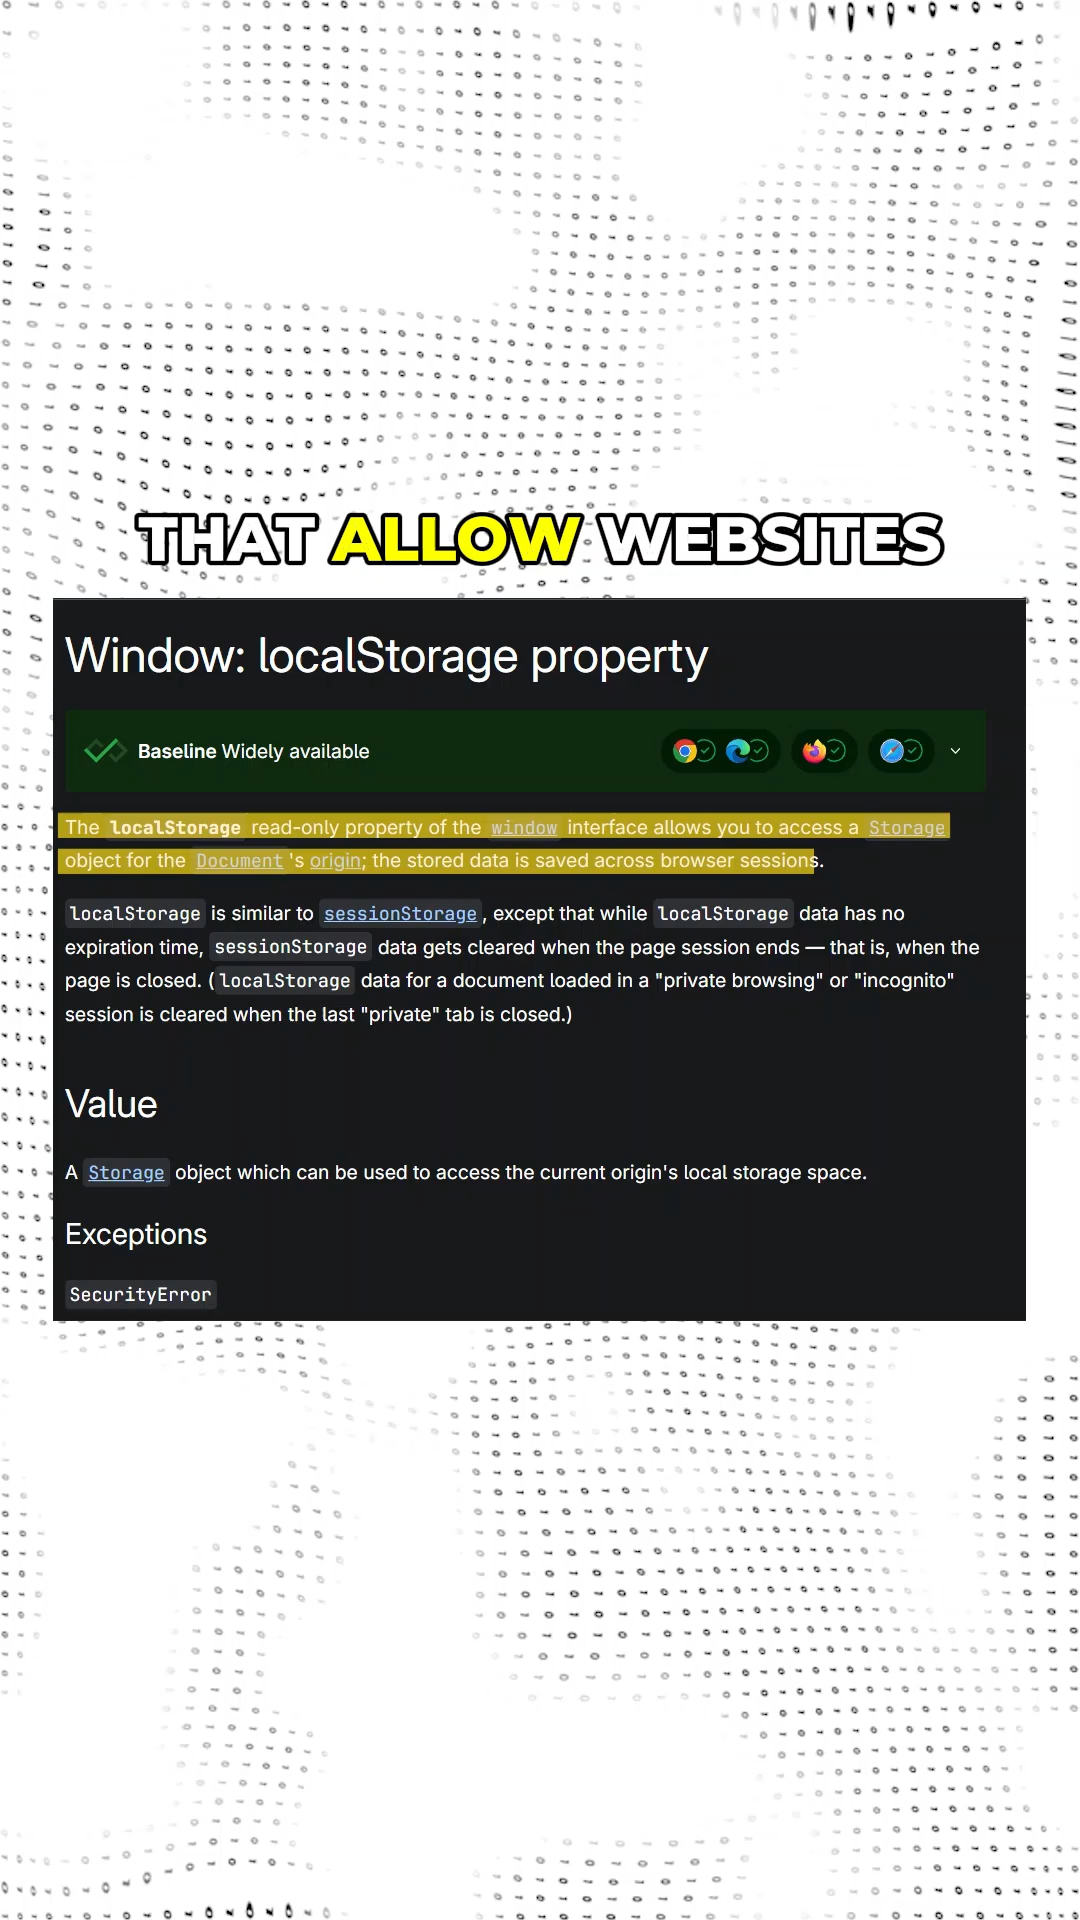 THAT ALLOW WEBSITES
Window: localStorage property
Baseline Widely available
The localStorage read-only property of the window interface allows you to access a Storage
object for the Document 's origin; the stored data is saved across browser sessions.
localStorage is similar to sessionStorage, except that while localStorage data has no
expiration time, sessionStorage data gets cleared when the page session ends — that is, when the
page is closed. (localStorage data for a document loaded in a "private browsing" or "incognito"
session is cleared when the last "private" tab is closed.)
Value
A Storage object which can be used to access the current origin's local storage space.
Exceptions
SecurityError